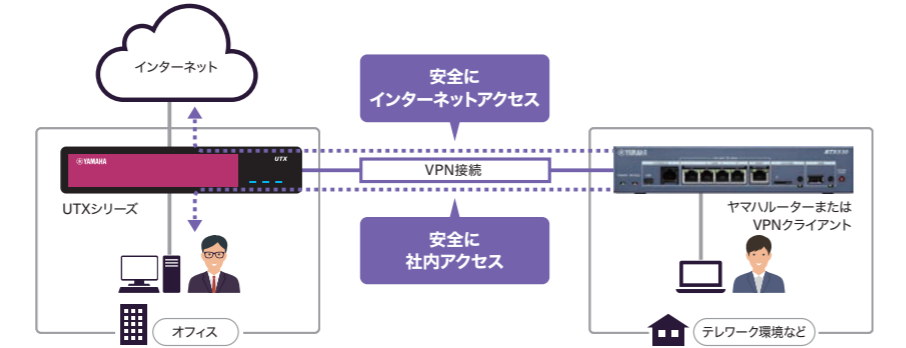 インターネット
安全に
インターネットアクセス
YAMAHA
UTX
VPN接続
YAMAHA
UTXシリーズ
ヤマハルーターまたは
VPNクライアント
安全に
社内アクセス
オフィス
テレワーク環境など